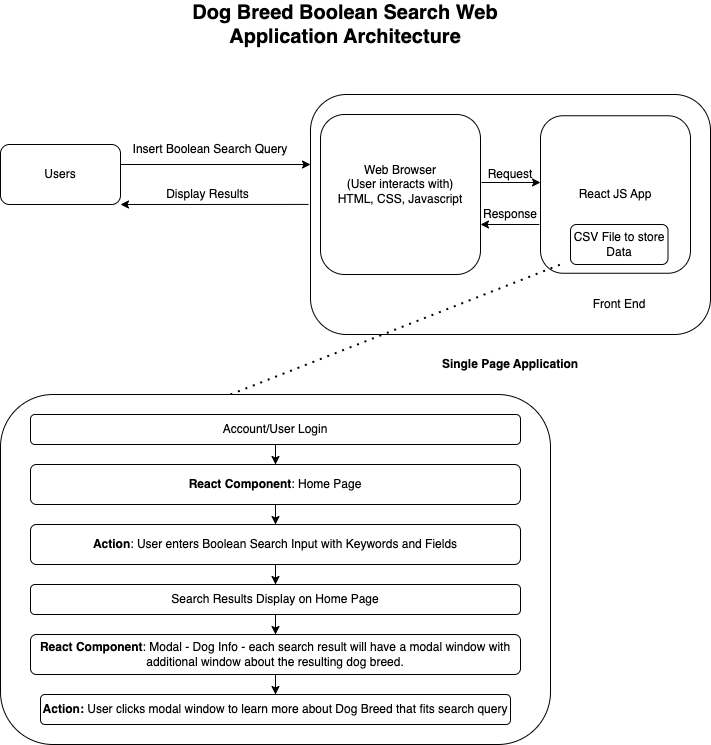 Dog Breed Boolean Search Web
Application Architecture
Users
Insert Boolean Search Query
Display Results
Web Browser
(User interacts with)
HTML, CSS, Javascript
Request
Response
React JS App
CSV File to store
Data
Front End
Single Page Application
Account/User Login
React Component: Home Page
Action: User enters Boolean Search Input with Keywords and Fields
Search Results Display on Home Page
React Component: Modal - Dog Info - each search result will have a modal window with
additional window about the resulting dog breed.
Action: User clicks modal window to learn more about Dog Breed that fits search query